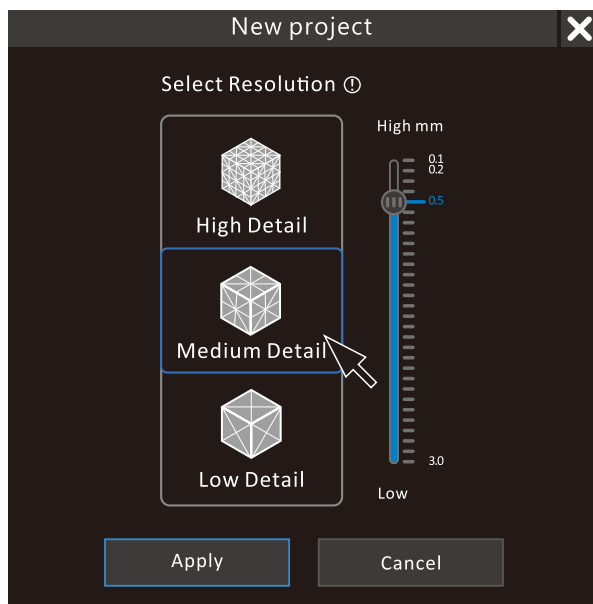 New project
Select Resolution
High mm
0.1
0.2
High Detail
0.5
Medium Detail
3.0
Low Detail
Low
Apply
Cancel